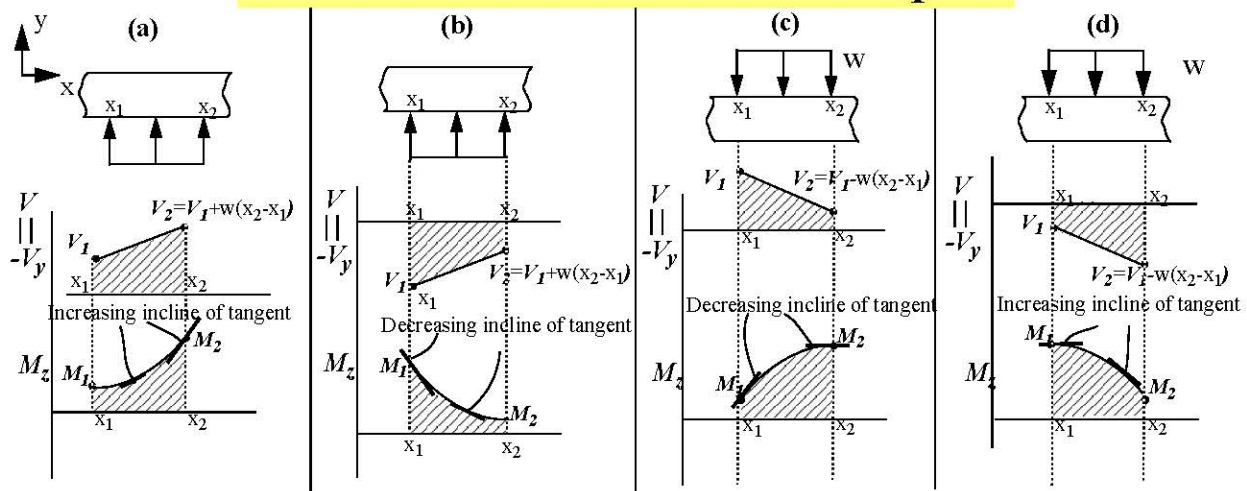 (a)
y
x
x1
x2
V
=
-Vy
V2=V1+w(x2-x1)
V1
x1
x2
Increasing incline of tangent
Mz
M1
M2
x1
x2
(b)
x1
x2
V
=
-Vy
x1
x2
V1
V2=V1+w(x2-x1)
x1
Decreasing incline of tangent
Mz
M1
M2
x1
x2
(c)
w
x1
x2
V
=
-Vy
V1
V2=V1-w(x2-x1)
x1
x2
Decreasing incline of tangent
Mz
M1
M2
x1
x2
(d)
w
x1
x2
V
=
-Vy
x1
x2
V1
V2=V1-w(x2-x1)
Increasing incline of tangent
Mz
M1
M2
x1
x2